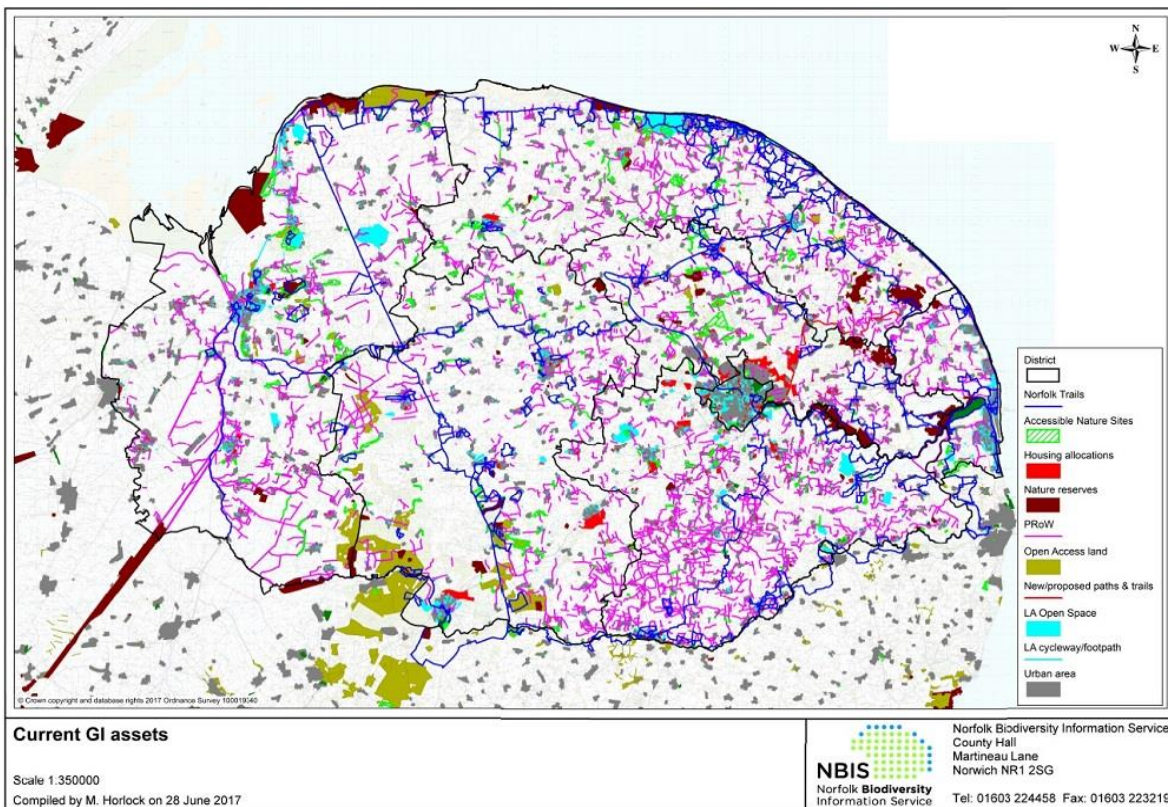 N
W E
S
District
Norfolk Trails
Accessible Nature Sites
Housing allocations
Nature reserves
PRoW
Open Access land
New/proposed paths & trails
LA Open Space
LA cycleway/footpath
Urban area
© Crown copyright and database rights 2017 Ordnance Survey 100019340
Current GI assets
Scale 1:350000
Compiled by M. Horlock on 28 June 2017
NBIS
Norfolk Biodiversity
Information Service
Norfolk Biodiversity Information Service
County Hall
Martineau Lane
Norwich NR1 2SG
Tel: 01603 224458 Fax: 01603 223219